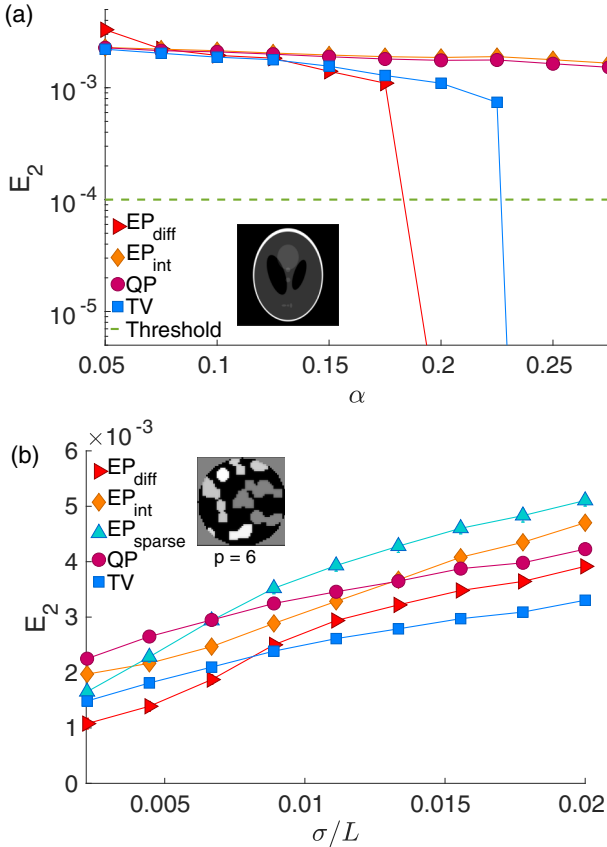 (a)
10^-3
E_2
10^-4
10^-5
EP_diff
EP_int
QP
TV
Threshold
0.05 0.1 0.15 0.2 0.25
α
× 10^-3
(b)
6
5
4
3
2
1
0
E_2
EP_diff
EP_int
EP_sparse
QP
TV
p = 6
0.005 0.01 0.015 0.02
σ/L